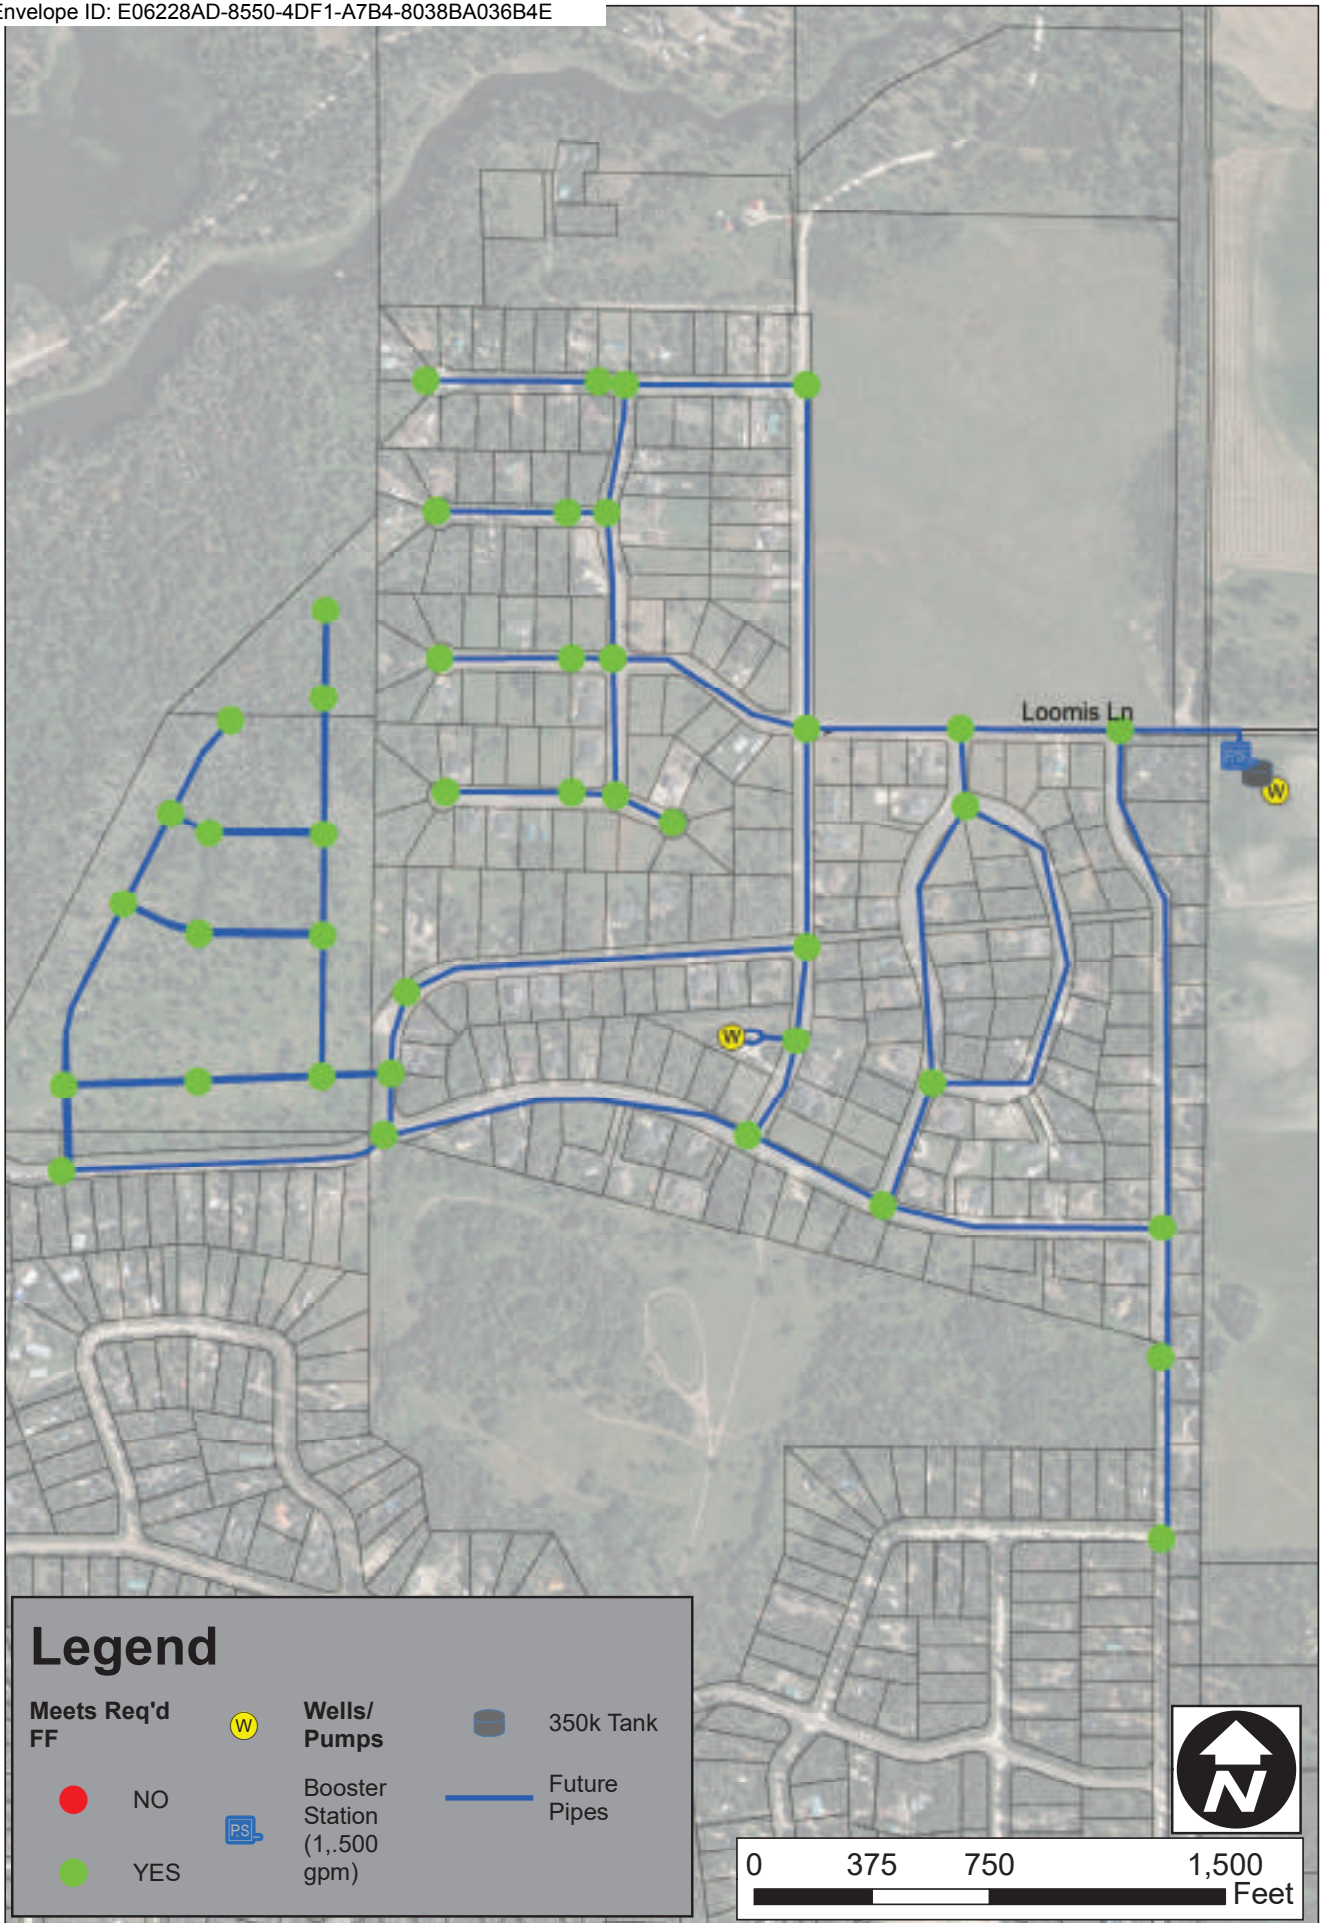 Envelope ID: E06228AD-8550-4DF1-A7B4-8038BA036B4E
Loomis Ln
PS
W
W
Legend
Meets Req'd
FF
NO
YES
W
Wells/
Pumps
PS
Booster
Station
(1,.500
gpm)
350k Tank
Future
Pipes
N
0 375 750 1,500
Feet